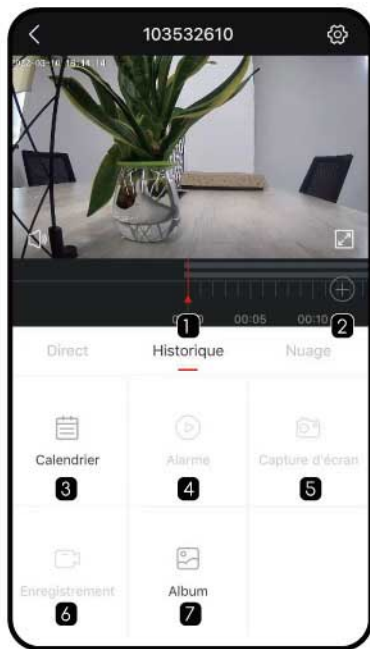 103532610
1
00:05
00:10
2
Direct
Historique
Nuage
Calendrier
Alarme
Capture d'écran
3
4
5
Enregistrement
Album
6
7